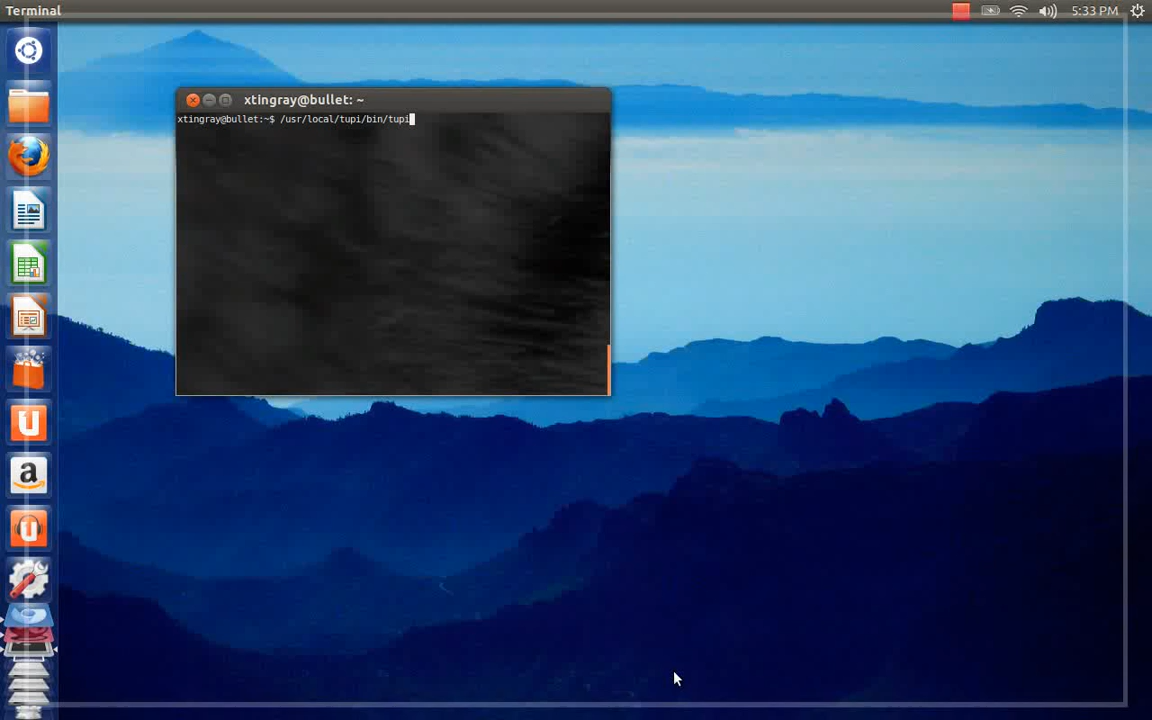 Terminal
5:33 PM
xtingray@bullet: ~
xtingray@bullet:~$ /usr/local/tupi/bin/tupi